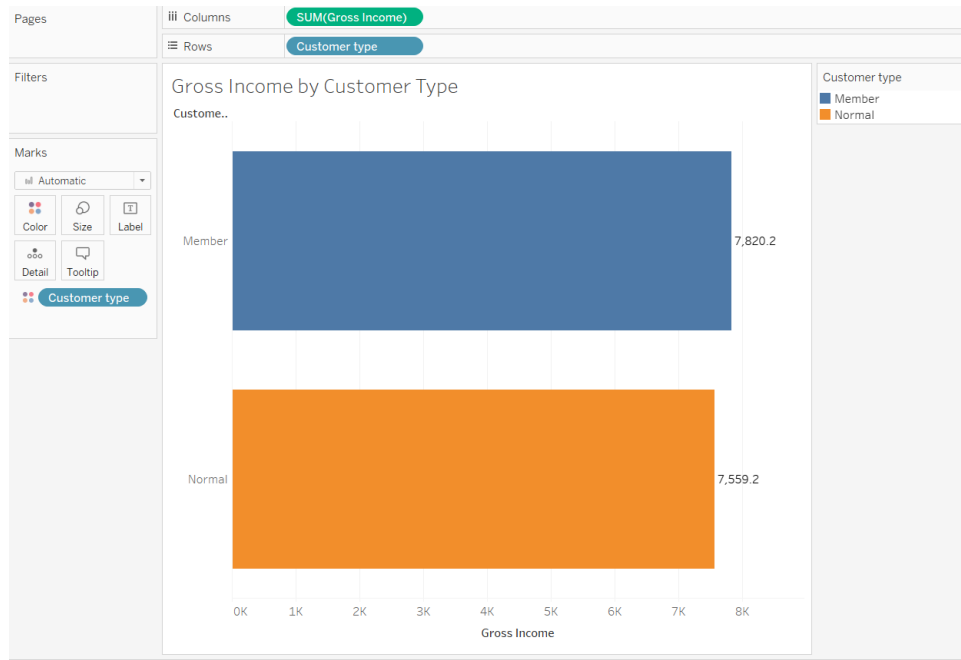 Pages
Columns
SUM(Gross Income)
Rows
Customer type
Filters
Marks
Automatic
Color
Size
Label
Detail
Tooltip
Customer type
Gross Income by Customer Type
Custome..
Member
7,820.2
Normal
7,559.2
0K 1K 2K 3K 4K 5K 6K 7K 8K
Gross Income
Customer type
Member
Normal